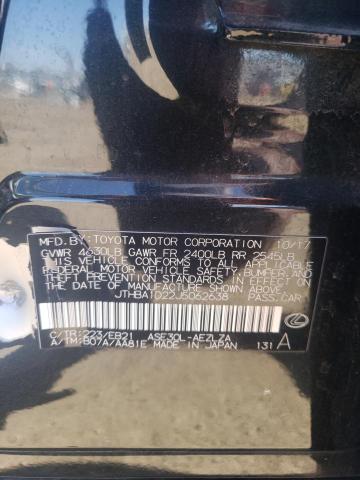 MFD.BY:TOYOTA MOTOR CORPORATION 10/17
GVWR 4630LB GAWR FR 2400LB RR 2545LB
THIS VEHICLE CONFORMS TO ALL APPLICABLE
FEDERAL MOTOR VEHICLE SAFETY, BUMPER, AND
THEFT PREVENTION STANDARDS IN EFFECT ON
THE DATE OF MANUFACTURE SHOWN ABOVE.
JTHBA1D22J5062638 PASS.CAR
C/TR:223/EB21 ASE30L-AEZLZA
A/TM:B07A/AA81E MADE IN JAPAN 131 A